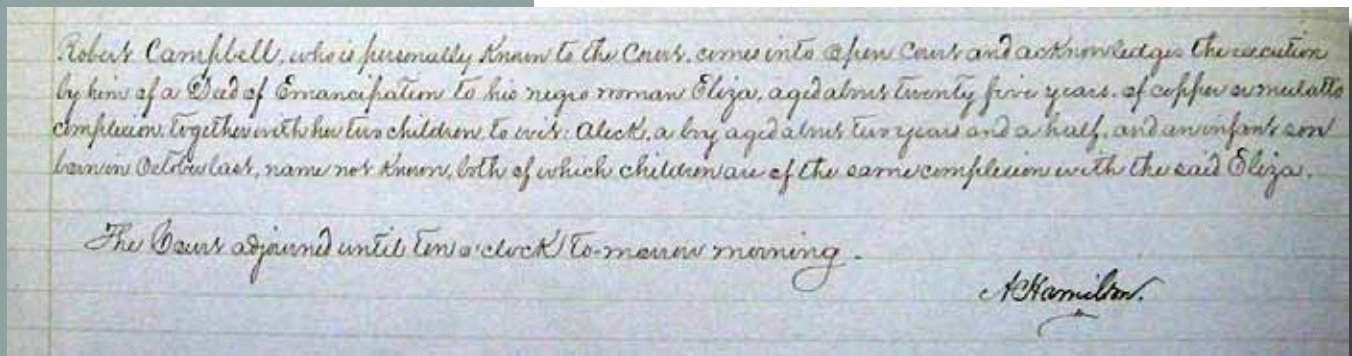 Robert Campbell, who is personally known to the Court, comes into open Court and acknowledges the execution
by him of a Deed of Emancipation to his negro woman Eliza, aged about twenty five years, of copper or mulatto
complexion, together with her two children to wit: Aleck, a boy aged about two years and a half, and an infant son
born in October last, name not known, both of which children are of the same complexion with the said Eliza.
The Court adjourned until ten o'clock to-morrow morning.
A Hamilton.